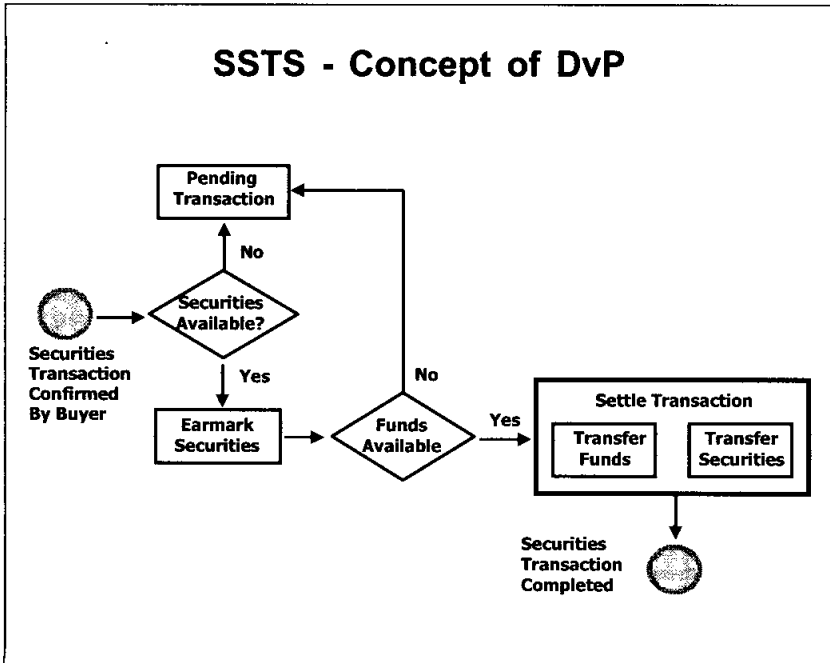 SSTS - Concept of DvP
Pending
Transaction
No
Securities
Available?
Securities
Transaction
Confirmed
By Buyer
Yes
No
Earmark
Securities
Funds
Available
Yes
Settle Transaction
Transfer
Funds
Transfer
Securities
Securities
Transaction
Completed